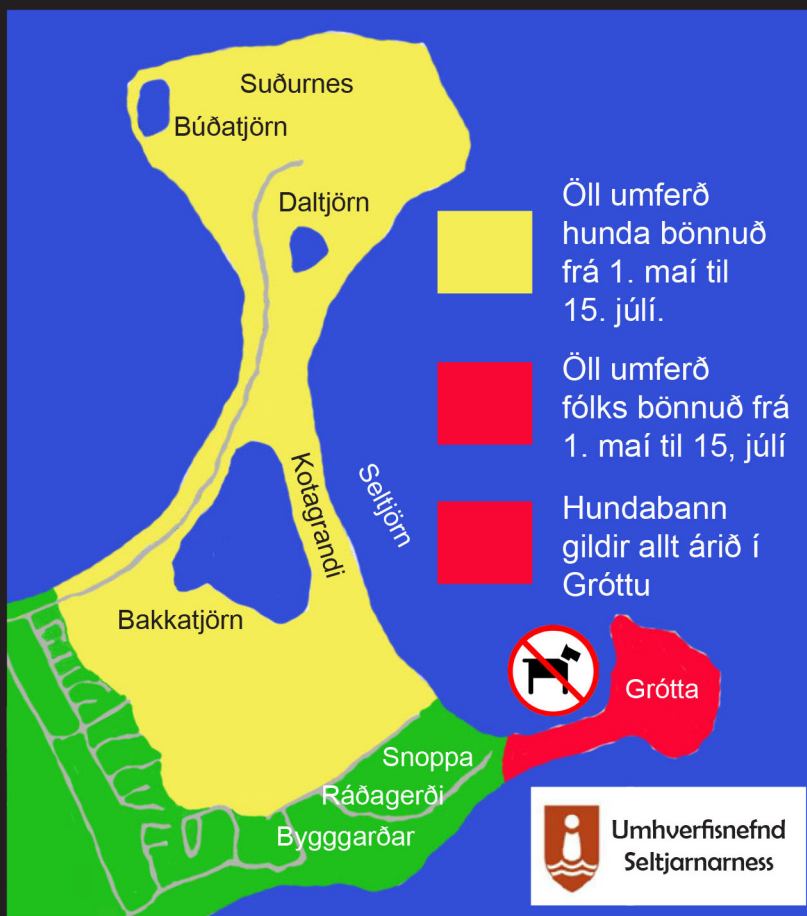 Suðurnes
Búðatjörn
Daltjörn
Öll umferð
hunda bönnuð
frá 1. maí til
15. júlí.
Öll umferð
fólks bönnuð frá
1. maí til 15, júlí
Kotagrandi
Seltjörn
Hundabann
gildir allt árið í
Gróttu
Bakkatjörn
Grótta
Snoppa
Ráðagerði
Bygggarðar
Umhverfisnefnd
Seltjarnarness